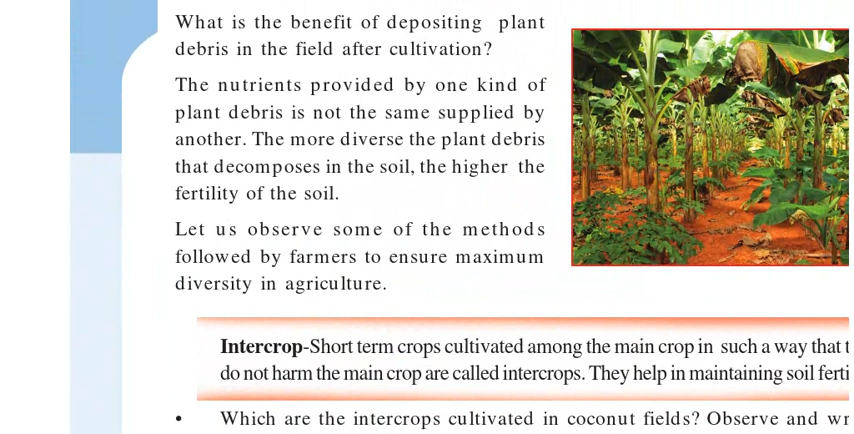 What is the benefit of depositing plant
debris in the field after cultivation?
The nutrients provided by one kind of
plant debris is not the same supplied by
another. The more diverse the plant debris
that decomposes in the soil, the higher the
fertility of the soil.
Let us observe some of the methods
followed by farmers to ensure maximum
diversity in agriculture.
Intercrop-Short term crops cultivated among the main crop in such a way that
do not harm the main crop are called intercrops. They help in maintaining soil
• Which are the intercrops cultivated in coconut fields? Observe and